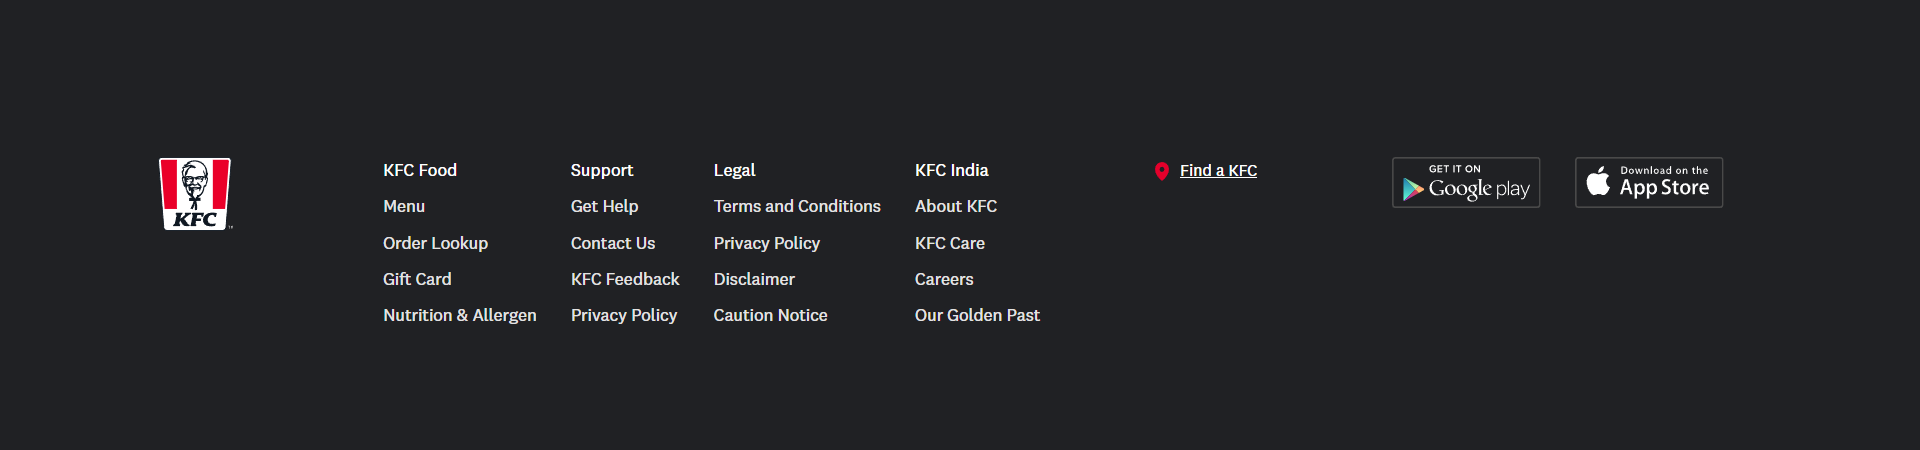 KFC
TM
KFC Food
Menu
Order Lookup
Gift Card
Nutrition & Allergen
Support
Get Help
Contact Us
KFC Feedback
Privacy Policy
Legal
Terms and Conditions
Privacy Policy
Disclaimer
Caution Notice
KFC India
About KFC
KFC Care
Careers
Our Golden Past
Find a KFC
GET IT ON
Google play
Download on the
App Store